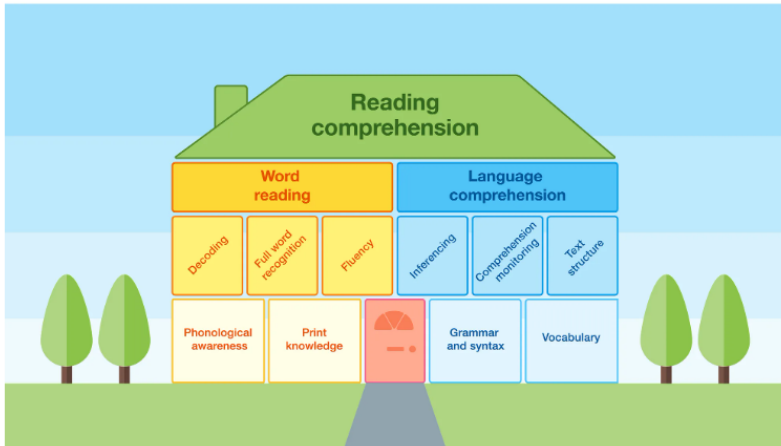 Reading
comprehension
Word
reading
Language
comprehension
Decoding
Full word
recognition
Fluency
Inferencing
Comprehension
monitoring
Text
structure
Phonological
awareness
Print
knowledge
Grammar
and syntax
Vocabulary